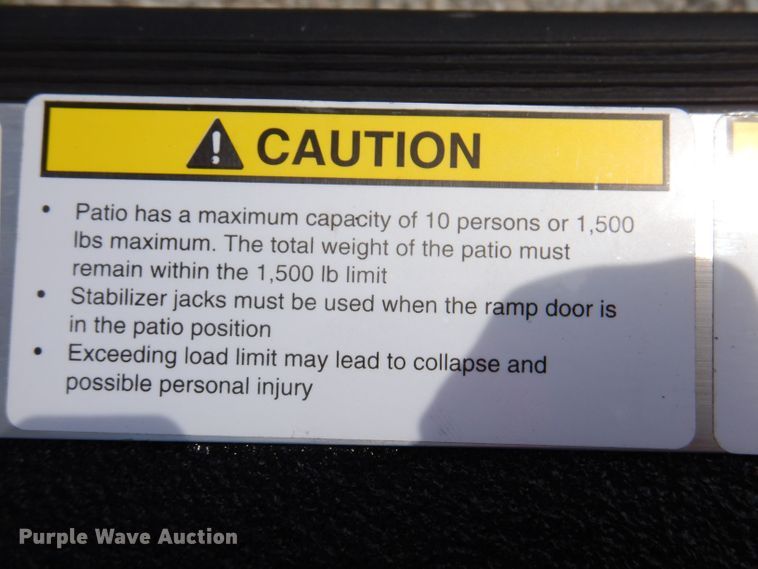 CAUTION
• Patio has a maximum capacity of 10 persons or 1,500
lbs maximum. The total weight of the patio must
remain within the 1,500 lb limit
• Stabilizer jacks must be used when the ramp door is
in the patio position
• Exceeding load limit may lead to collapse and
possible personal injury
Purple Wave Auction